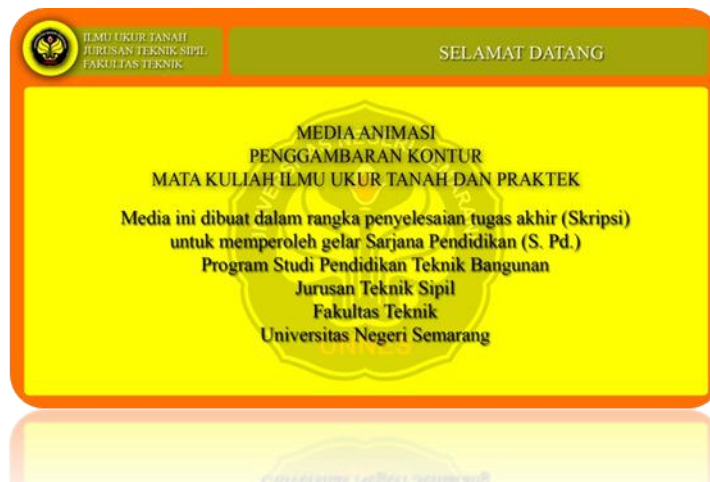 ILMU UKUR TANAH
JURUSAN TEKNIK SIPIL
FAKULTAS TEKNIK
SELAMAT DATANG
MEDIA ANIMASI
PENGGAMBARAN KONTUR
MATA KULIAH ILMU UKUR TANAH DAN PRAKTEK
Media ini dibuat dalam rangka penyelesaian tugas akhir (Skripsi)
untuk memperoleh gelar Sarjana Pendidikan (S. Pd.)
Program Studi Pendidikan Teknik Bangunan
Jurusan Teknik Sipil
Fakultas Teknik
Universitas Negeri Semarang
UNNES